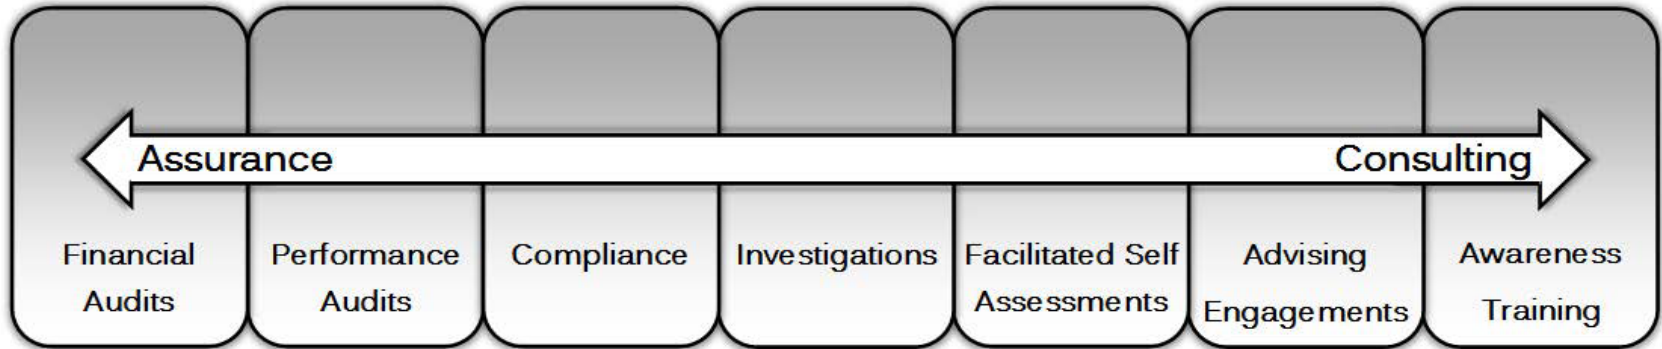 Assurance
Consulting
Financial
Audits
Performance
Audits
Compliance
Investigations
Facilitated Self
Assessments
Advising
Engagements
Awareness
Training